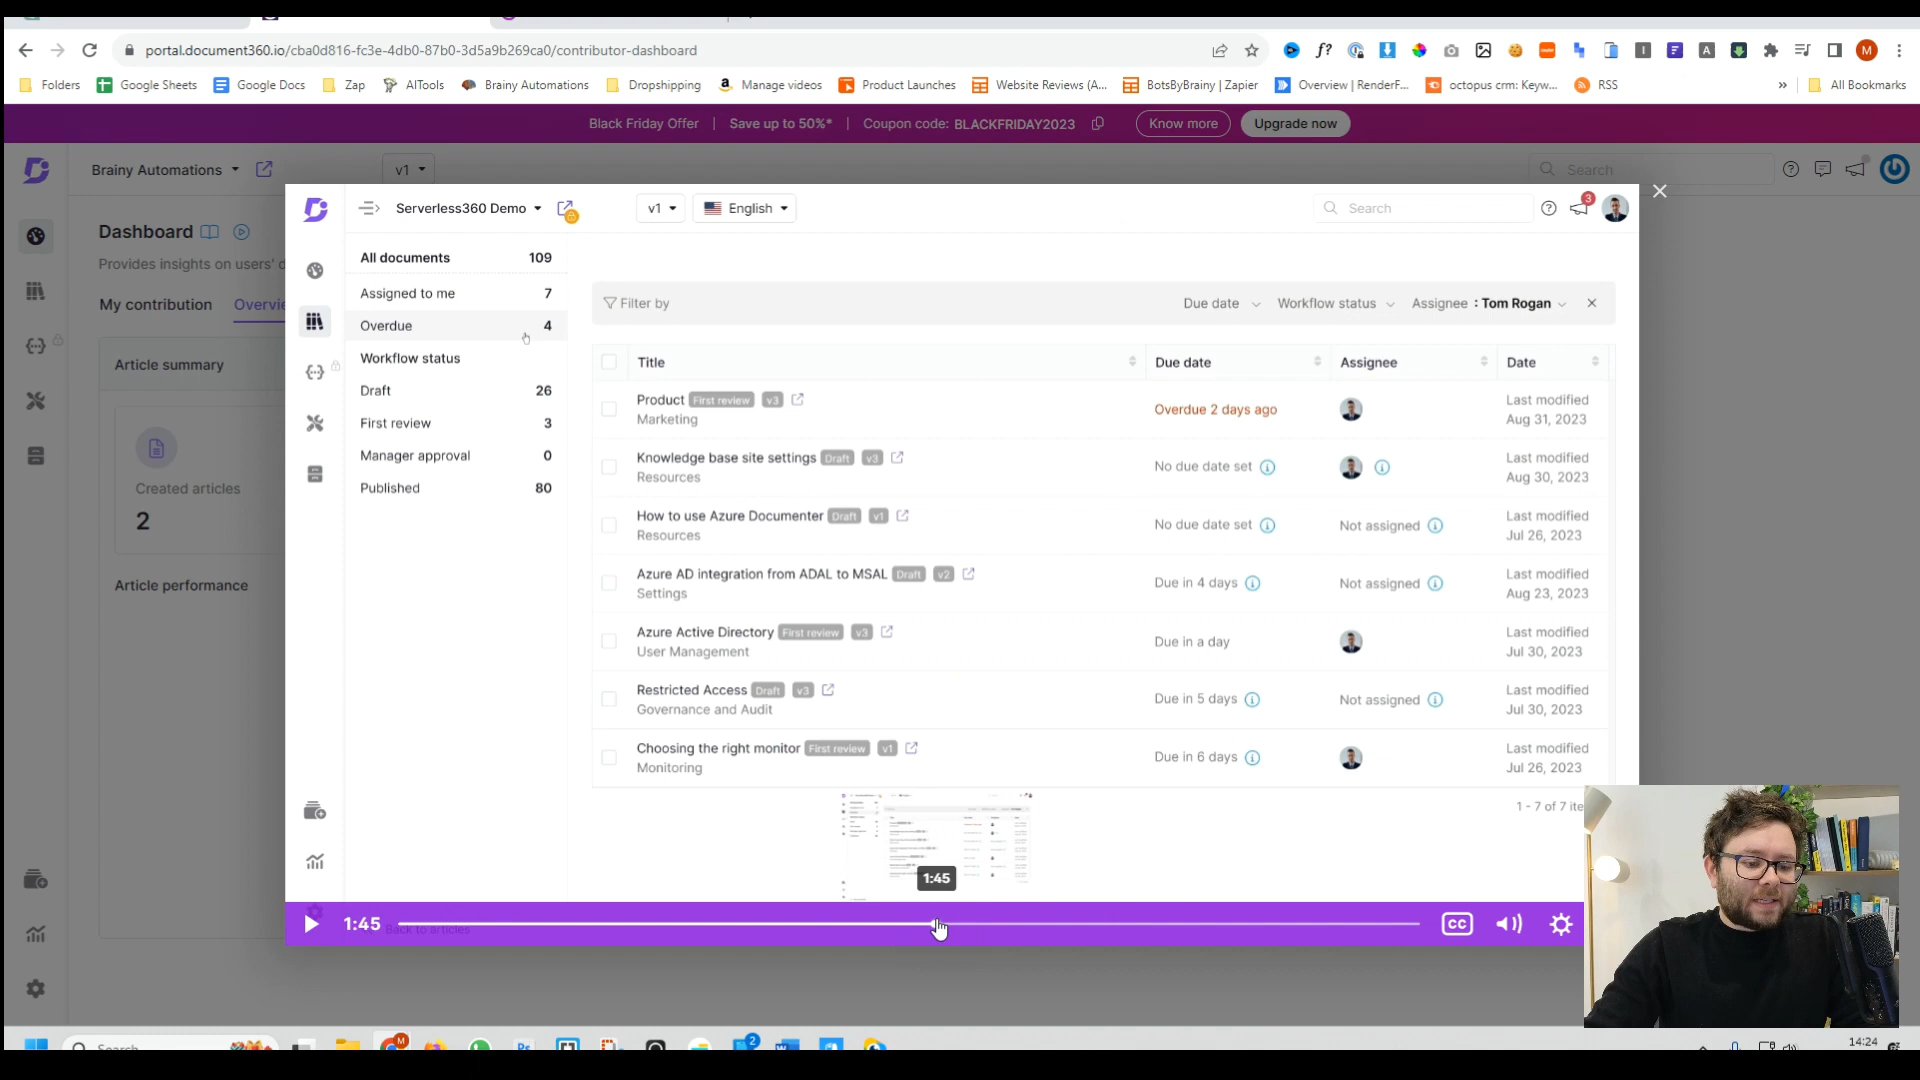 portal.document360.io/cba0d816-fc3e-4db0-87b0-3d5a9b269ca0/contributor-dashboard
Folders Google Sheets Google Docs Zap AITools Brainy Automations Dropshipping Manage videos Product Launches Website Reviews (A... BotsByBrainy | Zapier Overview | RenderF... octopus crm: Keyw... RSS » All Bookmarks
Black Friday Offer | Save up to 50%* | Coupon code: BLACKFRIDAY2023 Know more Upgrade now
Brainy Automations v1 Search
Serverless360 Demo v1 English Search 3
Dashboard
Provides insights on users' d
My contribution Overvie
Article summary
Created articles
2
Article performance
All documents 109
Assigned to me 7
Overdue 4
Workflow status
Draft 26
First review 3
Manager approval 0
Published 80
Filter by Due date Workflow status Assignee : Tom Rogan
Title Due date Assignee Date
Product First review v3 Overdue 2 days ago Last modified
Marketing Aug 31, 2023
Knowledge base site settings Draft v3 No due date set Last modified
Resources Aug 30, 2023
How to use Azure Documenter Draft v1 No due date set Not assigned Last modified
Resources Jul 26, 2023
Azure AD integration from ADAL to MSAL Draft v2 Due in 4 days Not assigned Last modified
Settings Aug 23, 2023
Azure Active Directory First review v3 Due in a day Last modified
User Management Jul 30, 2023
Restricted Access Draft v3 Due in 5 days Not assigned Last modified
Governance and Audit Jul 30, 2023
Choosing the right monitor First review v1 Due in 6 days Last modified
Monitoring Jul 26, 2023
1 - 7 of 7 ite
1:45
1:45 CC
Back to articles
Search 14:24